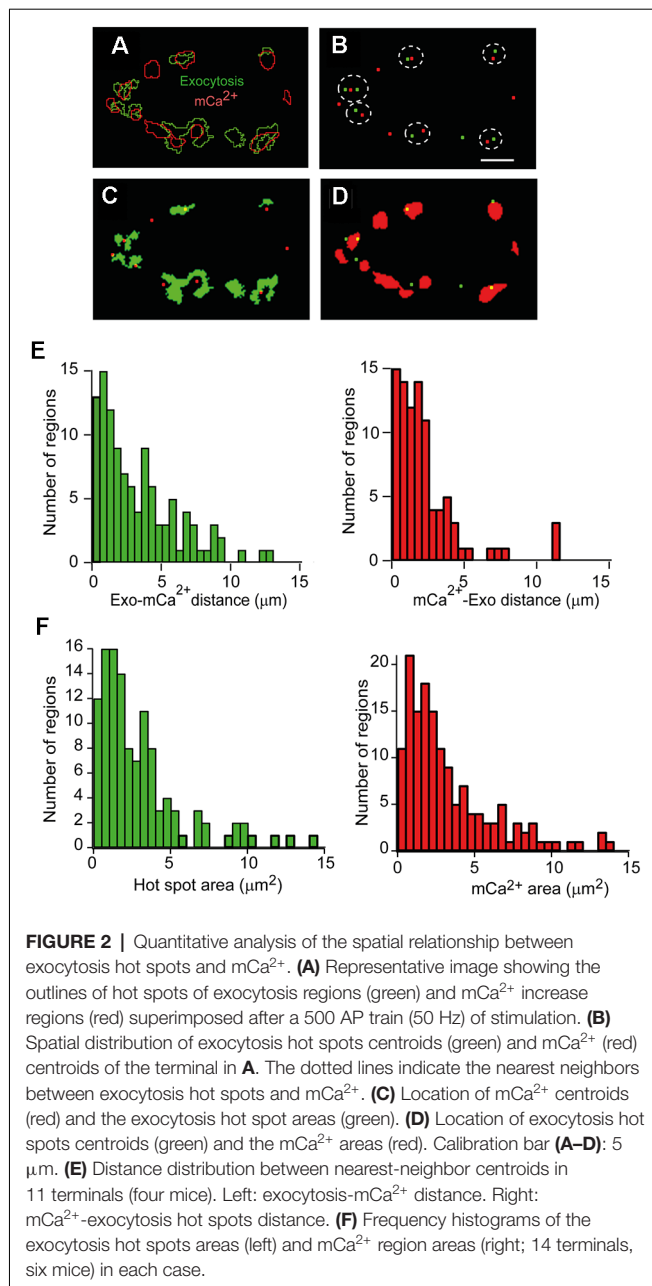 A
B
Exocytosis
mCa²⁺
C
D
E
15
10
5
0
Number of regions
0 5 10 15
Exo-mCa²⁺ distance (µm)
15
10
5
0
Number of regions
0 5 10 15
mCa²⁺-Exo distance (µm)
F
16
14
12
10
8
6
4
2
0
Number of regions
0 5 10 15
Hot spot area (µm²)
20
15
10
5
0
Number of regions
0 5 10 15
mCa²⁺ area (µm²)
FIGURE 2 | Quantitative analysis of the spatial relationship between
exocytosis hot spots and mCa²⁺. (A) Representative image showing the
outlines of hot spots of exocytosis regions (green) and mCa²⁺ increase
regions (red) superimposed after a 500 AP train (50 Hz) of stimulation. (B)
Spatial distribution of exocytosis hot spots centroids (green) and mCa²⁺ (red)
centroids of the terminal in A. The dotted lines indicate the nearest neighbors
between exocytosis hot spots and mCa²⁺. (C) Location of mCa²⁺ centroids
(red) and the exocytosis hot spot areas (green). (D) Location of exocytosis hot
spots centroids (green) and the mCa²⁺ areas (red). Calibration bar (A–D): 5
µm. (E) Distance distribution between nearest-neighbor centroids in
11 terminals (four mice). Left: exocytosis-mCa²⁺ distance. Right:
mCa²⁺-exocytosis hot spots distance. (F) Frequency histograms of the
exocytosis hot spots areas (left) and mCa²⁺ region areas (right; 14 terminals,
six mice) in each case.